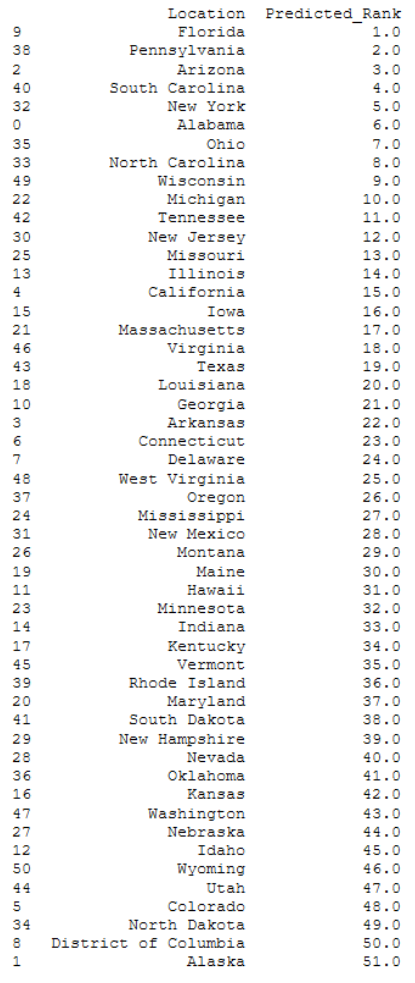 Location Predicted_Rank
9 Florida 1.0
38 Pennsylvania 2.0
2 Arizona 3.0
40 South Carolina 4.0
32 New York 5.0
0 Alabama 6.0
35 Ohio 7.0
33 North Carolina 8.0
49 Wisconsin 9.0
22 Michigan 10.0
42 Tennessee 11.0
30 New Jersey 12.0
25 Missouri 13.0
13 Illinois 14.0
4 California 15.0
15 Iowa 16.0
21 Massachusetts 17.0
46 Virginia 18.0
43 Texas 19.0
18 Louisiana 20.0
10 Georgia 21.0
3 Arkansas 22.0
6 Connecticut 23.0
7 Delaware 24.0
48 West Virginia 25.0
37 Oregon 26.0
24 Mississippi 27.0
31 New Mexico 28.0
26 Montana 29.0
19 Maine 30.0
11 Hawaii 31.0
23 Minnesota 32.0
14 Indiana 33.0
17 Kentucky 34.0
45 Vermont 35.0
39 Rhode Island 36.0
20 Maryland 37.0
41 South Dakota 38.0
29 New Hampshire 39.0
28 Nevada 40.0
36 Oklahoma 41.0
16 Kansas 42.0
47 Washington 43.0
27 Nebraska 44.0
12 Idaho 45.0
50 Wyoming 46.0
44 Utah 47.0
5 Colorado 48.0
34 North Dakota 49.0
8 District of Columbia 50.0
1 Alaska 51.0